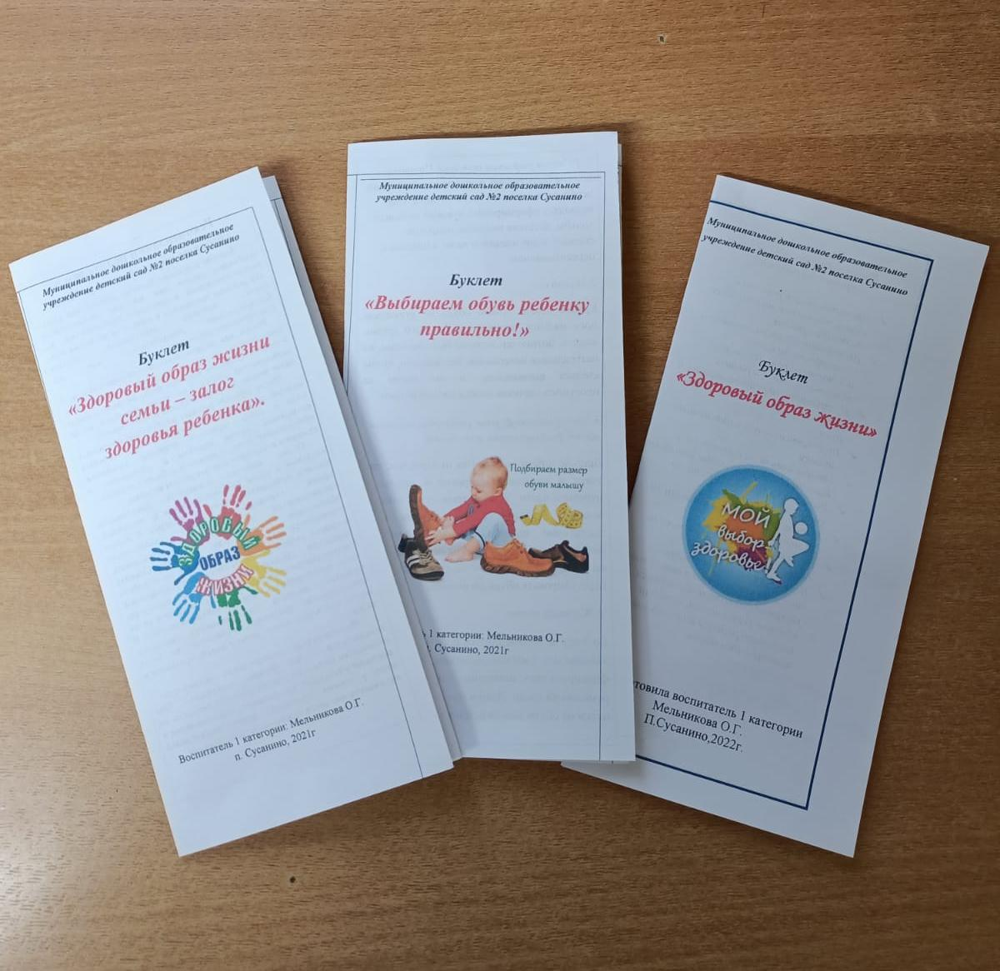 Муниципальное дошкольное образовательное
учреждение детский сад №2 поселка Сусанино
Буклет
«Здоровый образ жизни
семьи – залог
здоровья ребенка».
ЗДОРОВЫЙ
ОБРАЗ
ЖИЗНИ
Воспитатель 1 категории: Мельникова О.Г.
п. Сусанино, 2021г
Муниципальное дошкольное образовательное
учреждение детский сад №2 поселка Сусанино
Буклет
«Выбираем обувь ребенку
правильно!»
Подбираем размер
обуви малышу
1 категории: Мельникова О.Г.
Сусанино, 2021г
Муниципальное дошкольное образовательное
учреждение детский сад №2 поселка Сусанино
Буклет
«Здоровый образ жизни»
МОЙ
выбор
здоровье
товила воспитатель 1 категории
Мельникова О.Г.
П.Сусанино,2022г.